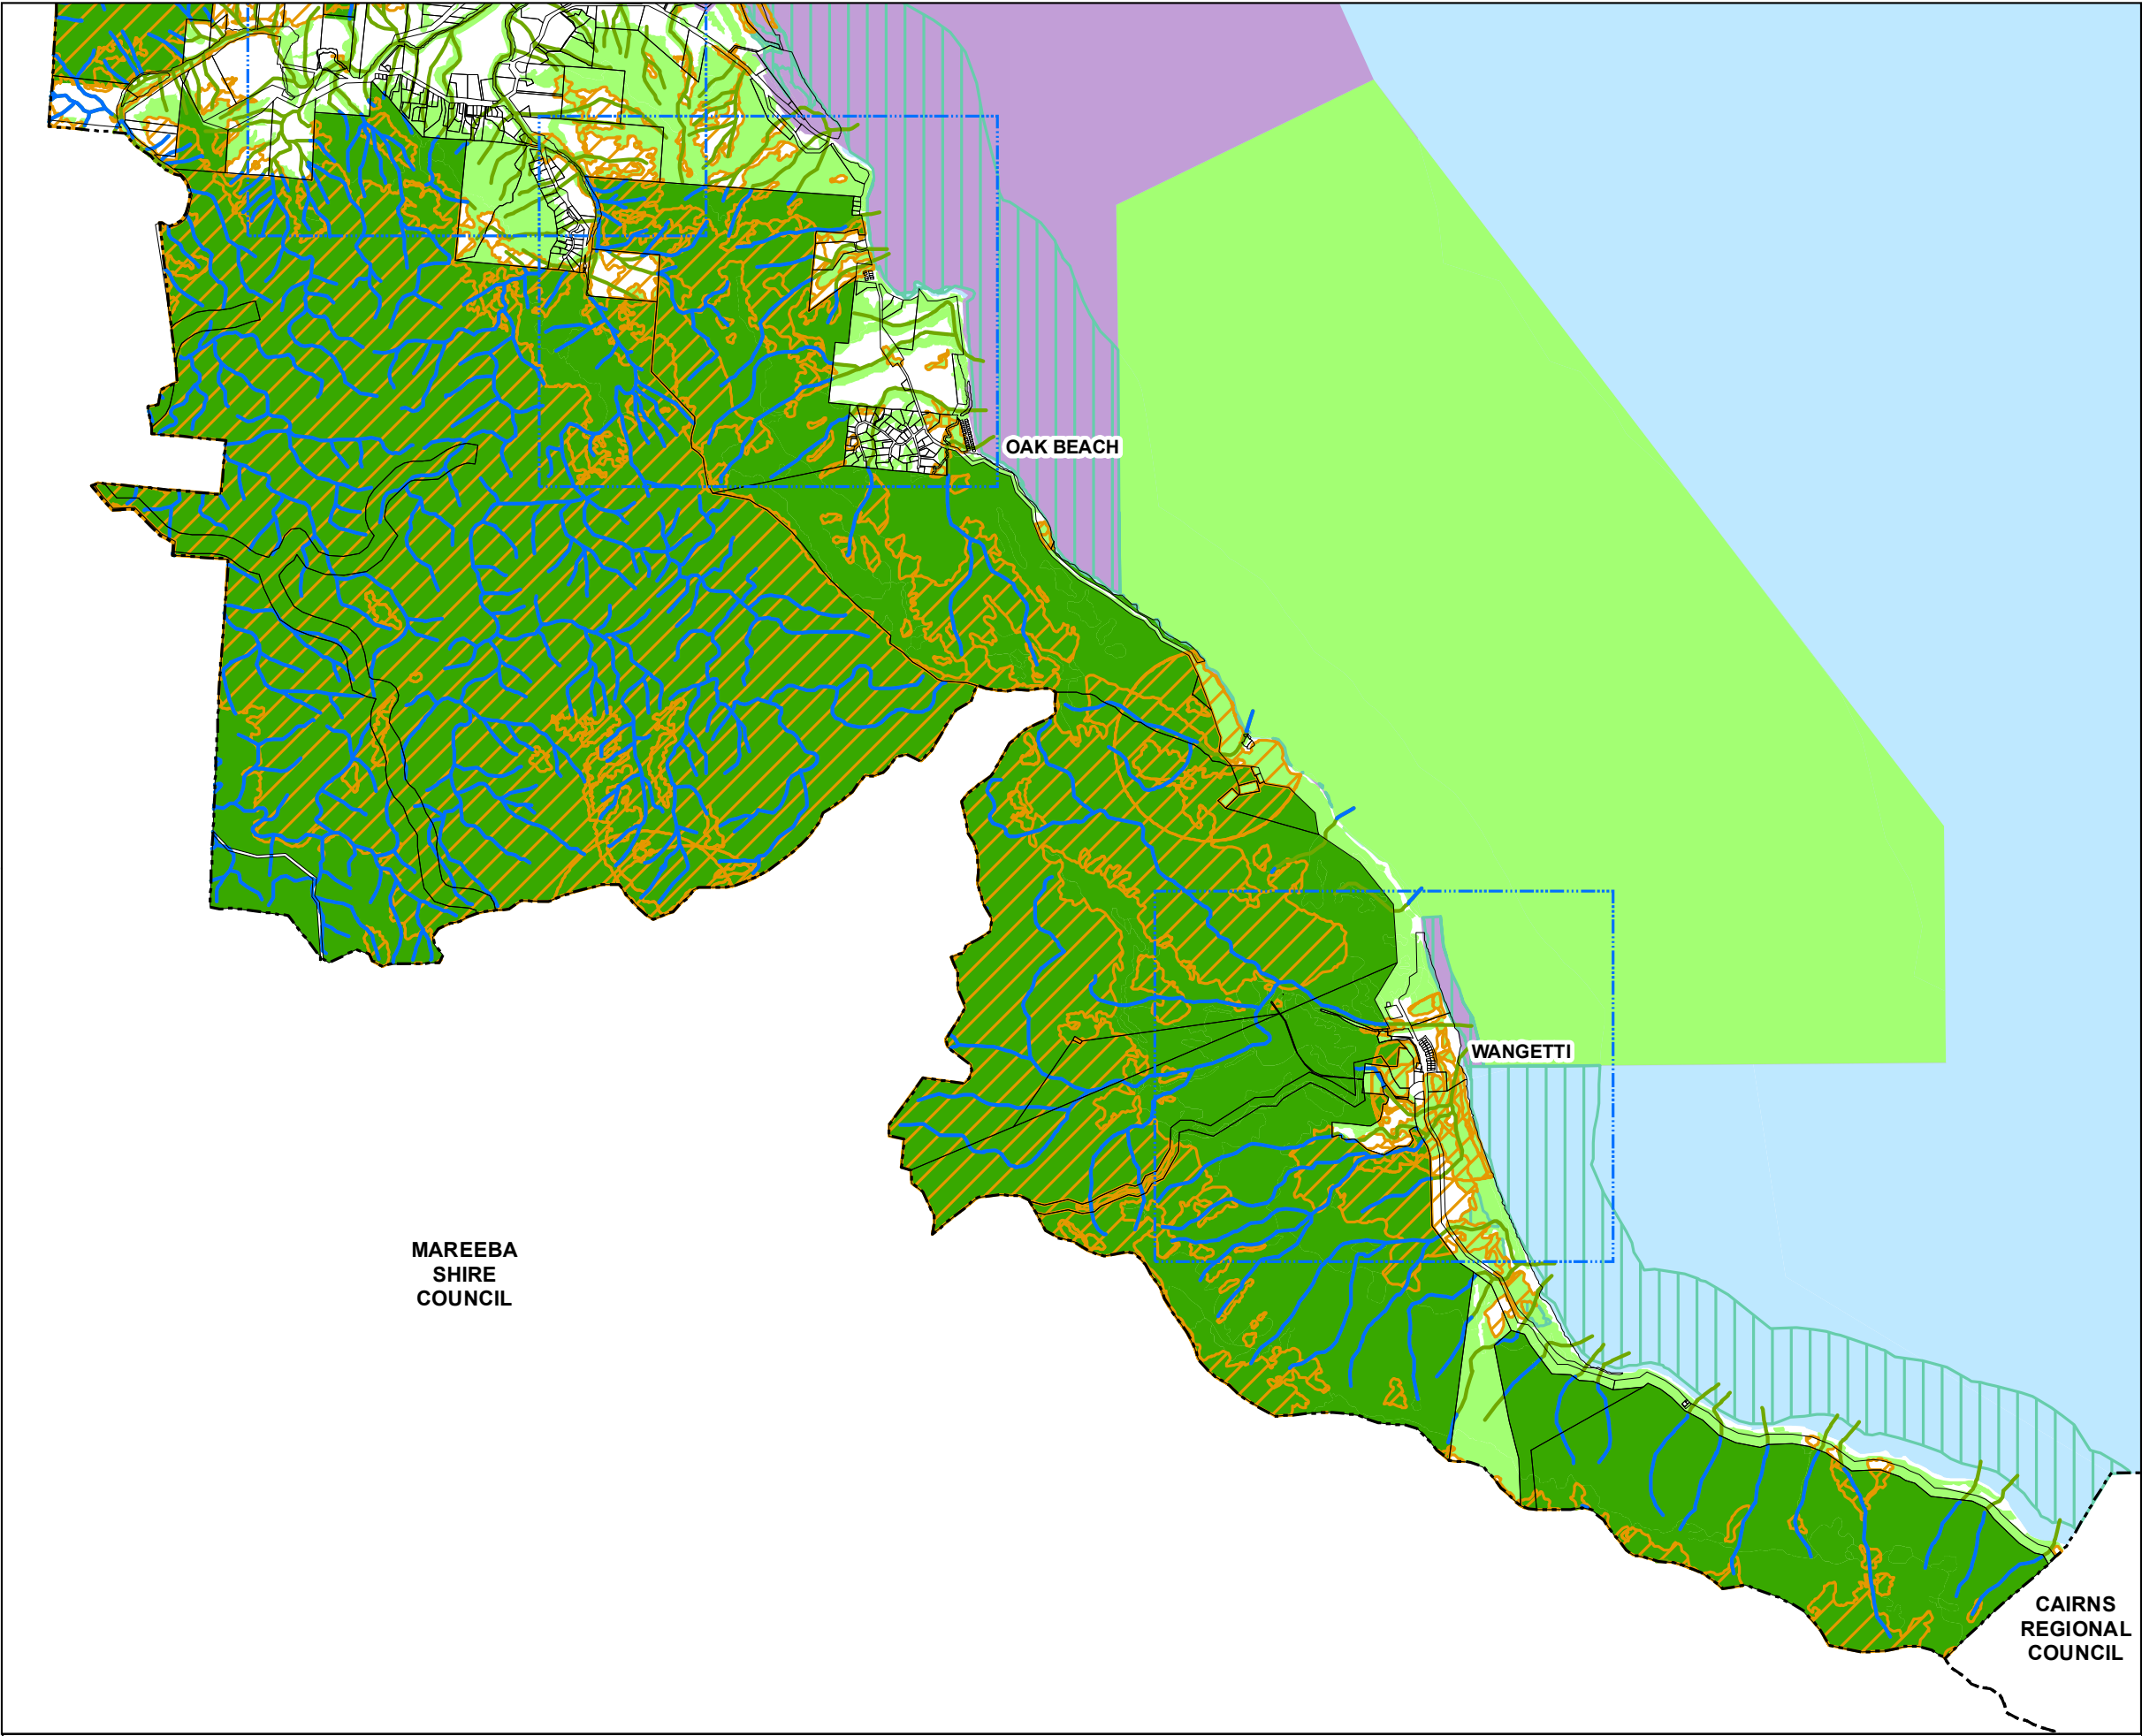 OAK BEACH
WANGETTI
MAREEBA
SHIRE
COUNCIL
CAIRNS
REGIONAL
COUNCIL